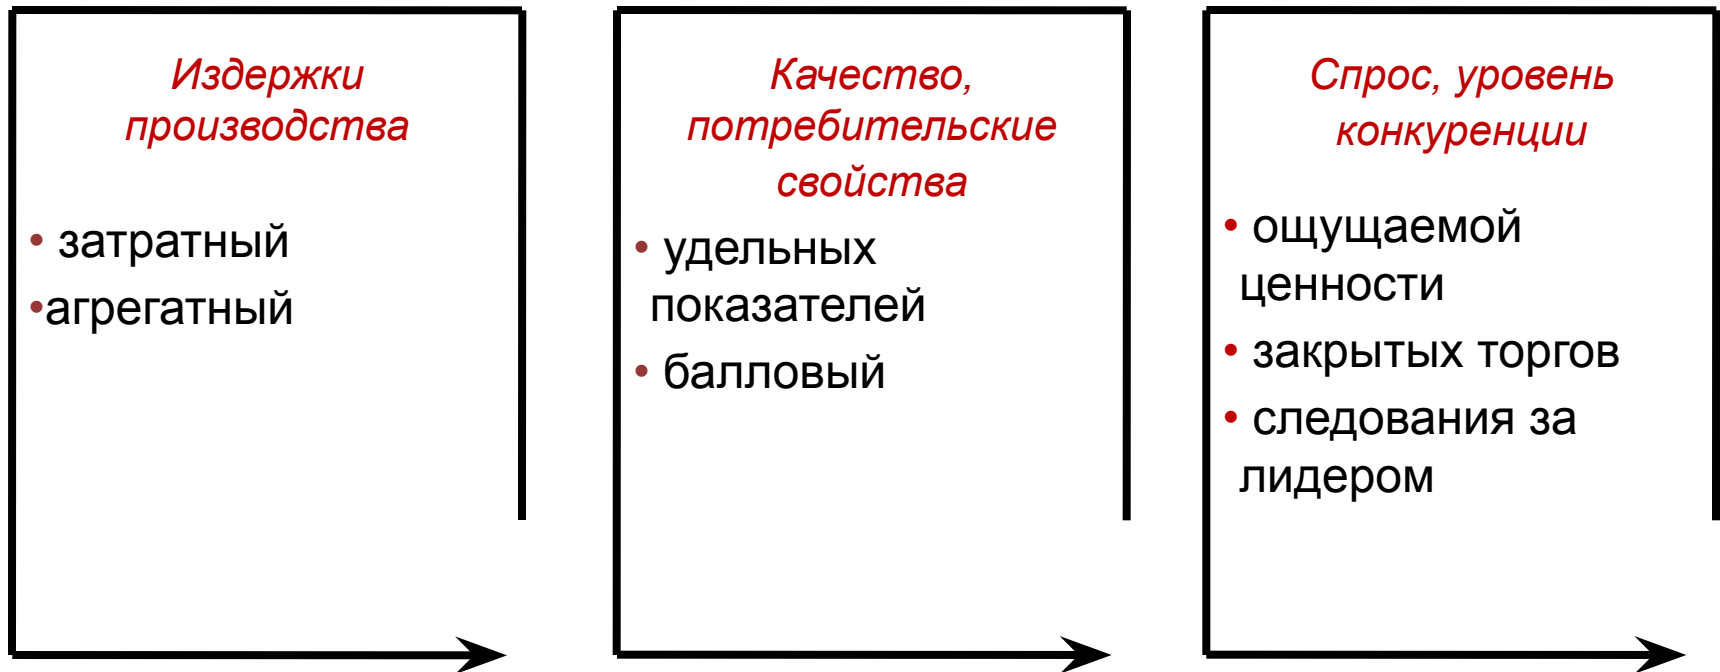 Издержки
производства
• затратный
•агрегатный
Качество,
потребительские
свойства
• удельных
показателей
• балловый
Спрос, уровень
конкуренции
• ощущаемой
ценности
• закрытых торгов
• следования за
лидером